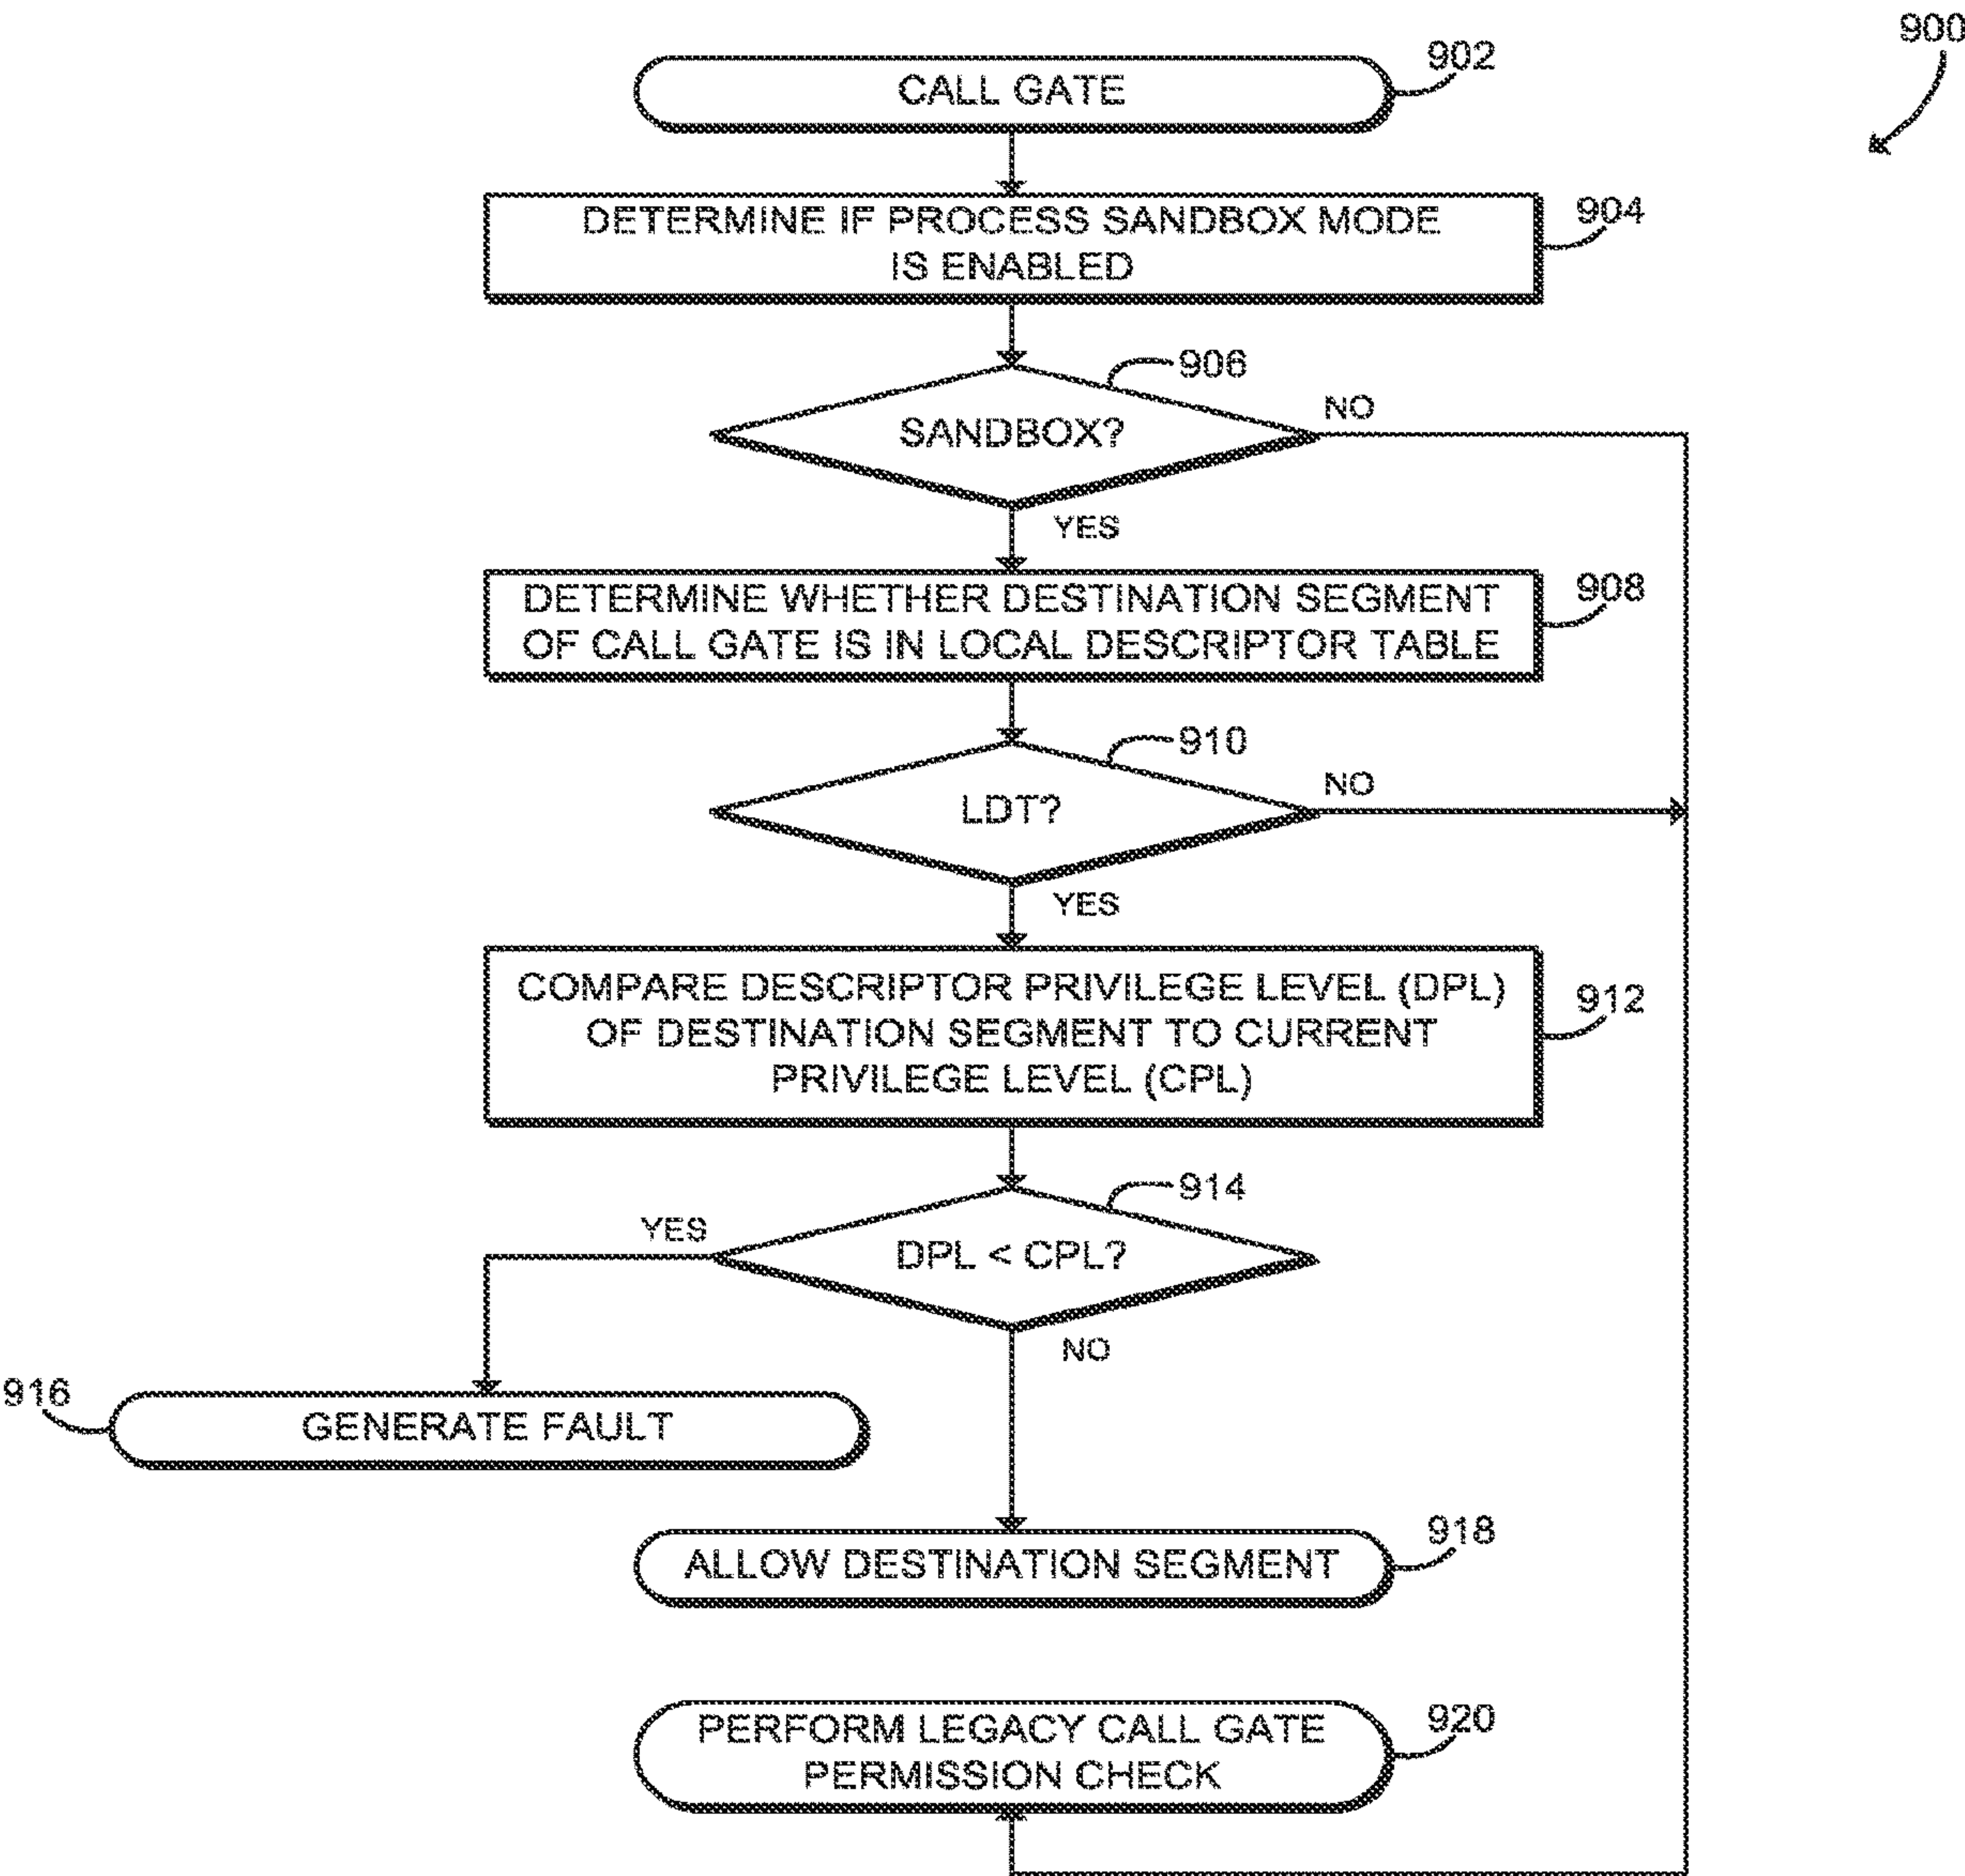 900
902
CALL GATE
904
DETERMINE IF PROCESS SANDBOX MODE
IS ENABLED
906
SANDBOX?
NO
YES
908
DETERMINE WHETHER DESTINATION SEGMENT
OF CALL GATE IS IN LOCAL DESCRIPTOR TABLE
910
LDT?
NO
YES
912
COMPARE DESCRIPTOR PRIVILEGE LEVEL (DPL)
OF DESTINATION SEGMENT TO CURRENT
PRIVILEGE LEVEL (CPL)
914
DPL < CPL?
YES
NO
916
GENERATE FAULT
918
ALLOW DESTINATION SEGMENT
920
PERFORM LEGACY CALL GATE
PERMISSION CHECK